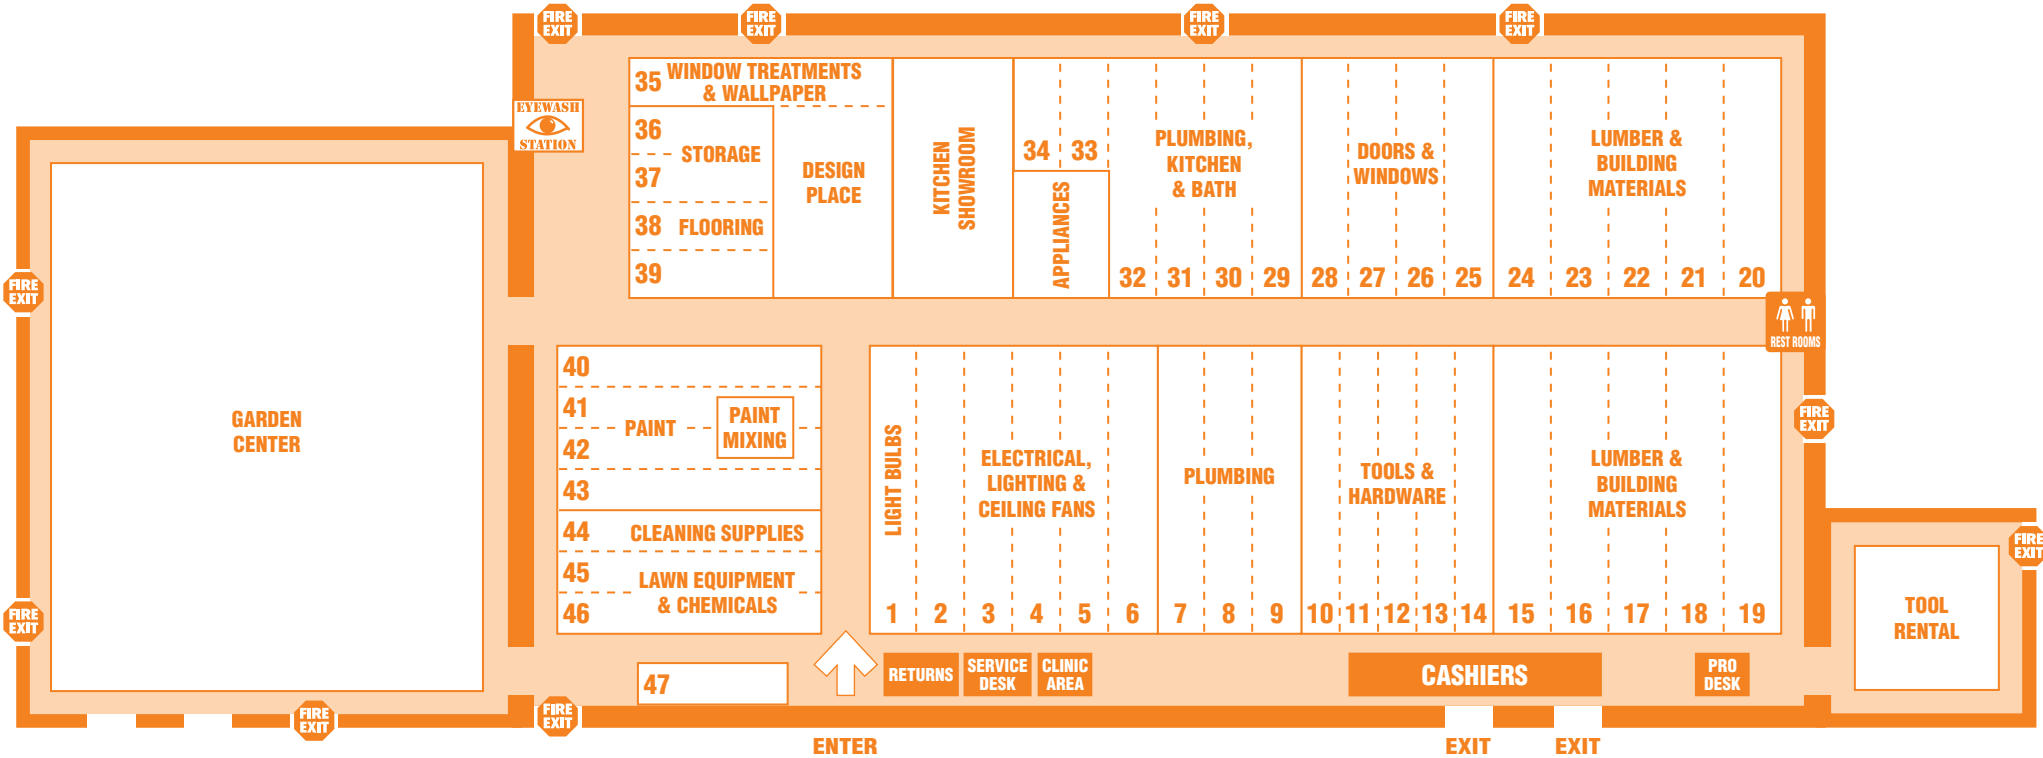 FIRE
EXIT
FIRE
EXIT
FIRE
EXIT
FIRE
EXIT
EYEWASH
STATION
35 WINDOW TREATMENTS
& WALLPAPER
36
STORAGE
37
38 FLOORING
39
DESIGN
PLACE
KITCHEN
SHOWROOM
34 33
APPLIANCES
PLUMBING,
KITCHEN
& BATH
32 31 30 29
DOORS &
WINDOWS
28 27 26 25
LUMBER &
BUILDING
MATERIALS
24 23 22 21 20
REST ROOMS
FIRE
EXIT
FIRE
EXIT
GARDEN
CENTER
FIRE
EXIT
40
41
PAINT
42
43
PAINT
MIXING
44 CLEANING SUPPLIES
45
46
LAWN EQUIPMENT
& CHEMICALS
LIGHT BULBS
ELECTRICAL,
LIGHTING &
CEILING FANS
PLUMBING
TOOLS &
HARDWARE
LUMBER &
BUILDING
MATERIALS
1 2 3 4 5 6 7 8 9 10 11 12 13 14 15 16 17 18 19
FIRE
EXIT
TOOL
RENTAL
FIRE
EXIT
FIRE
EXIT
47
RETURNS
SERVICE
DESK
CLINIC
AREA
CASHIERS
PRO
DESK
FIRE
EXIT
ENTER
EXIT
EXIT